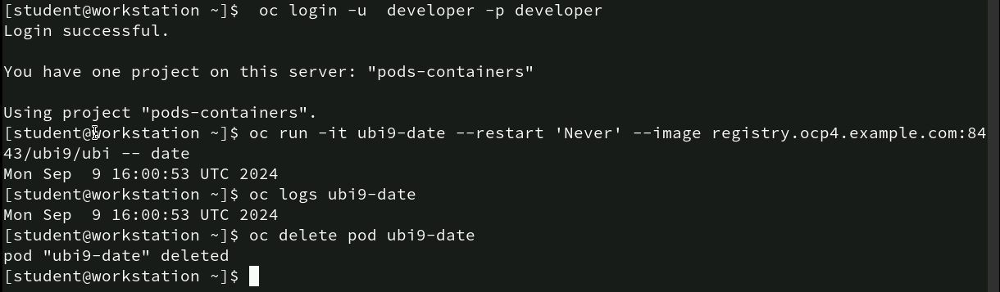 [student@workstation ~]$  oc login -u  developer -p developer
Login successful.

You have one project on this server: "pods-containers"

Using project "pods-containers".
[student@workstation ~]$ oc run -it ubi9-date --restart 'Never' --image registry.ocp4.example.com:84
43/ubi9/ubi -- date
Mon Sep  9 16:00:53 UTC 2024
[student@workstation ~]$ oc logs ubi9-date
Mon Sep  9 16:00:53 UTC 2024
[student@workstation ~]$ oc delete pod ubi9-date
pod "ubi9-date" deleted
[student@workstation ~]$